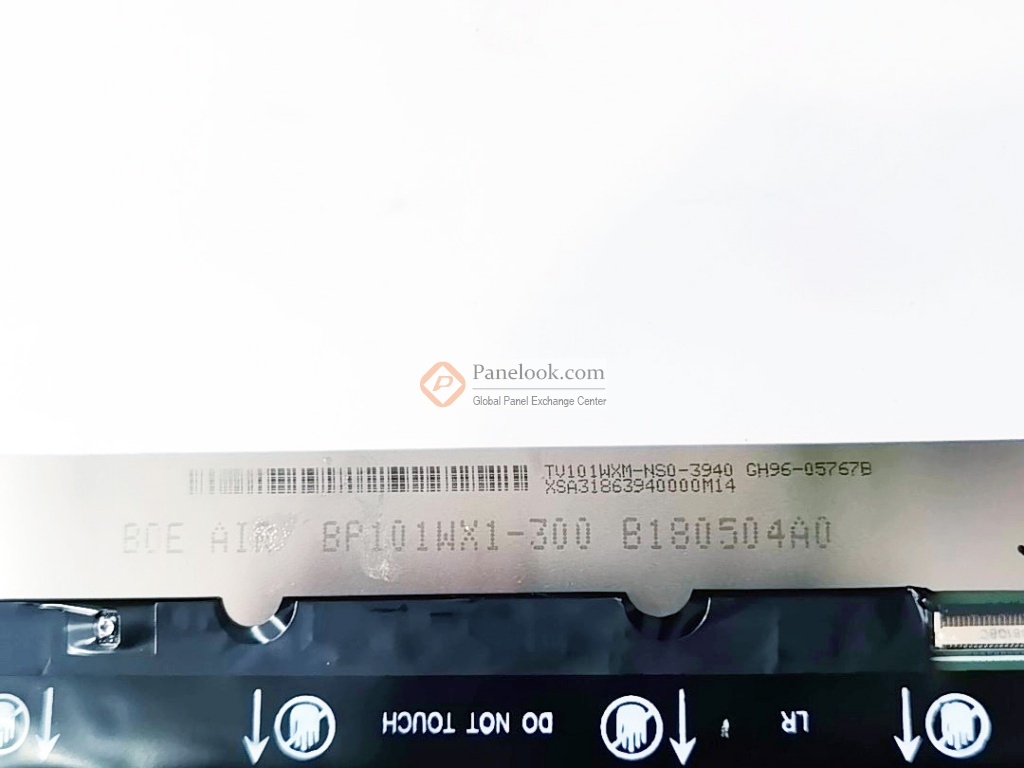 Panelook.com
Global Panel Exchange Center
TV101WXM-NS0-3940 GH96-05767B
XSA31863940000M14
BOE BP101WX1-300 B180504A0
DO NOT TOUCH
LR